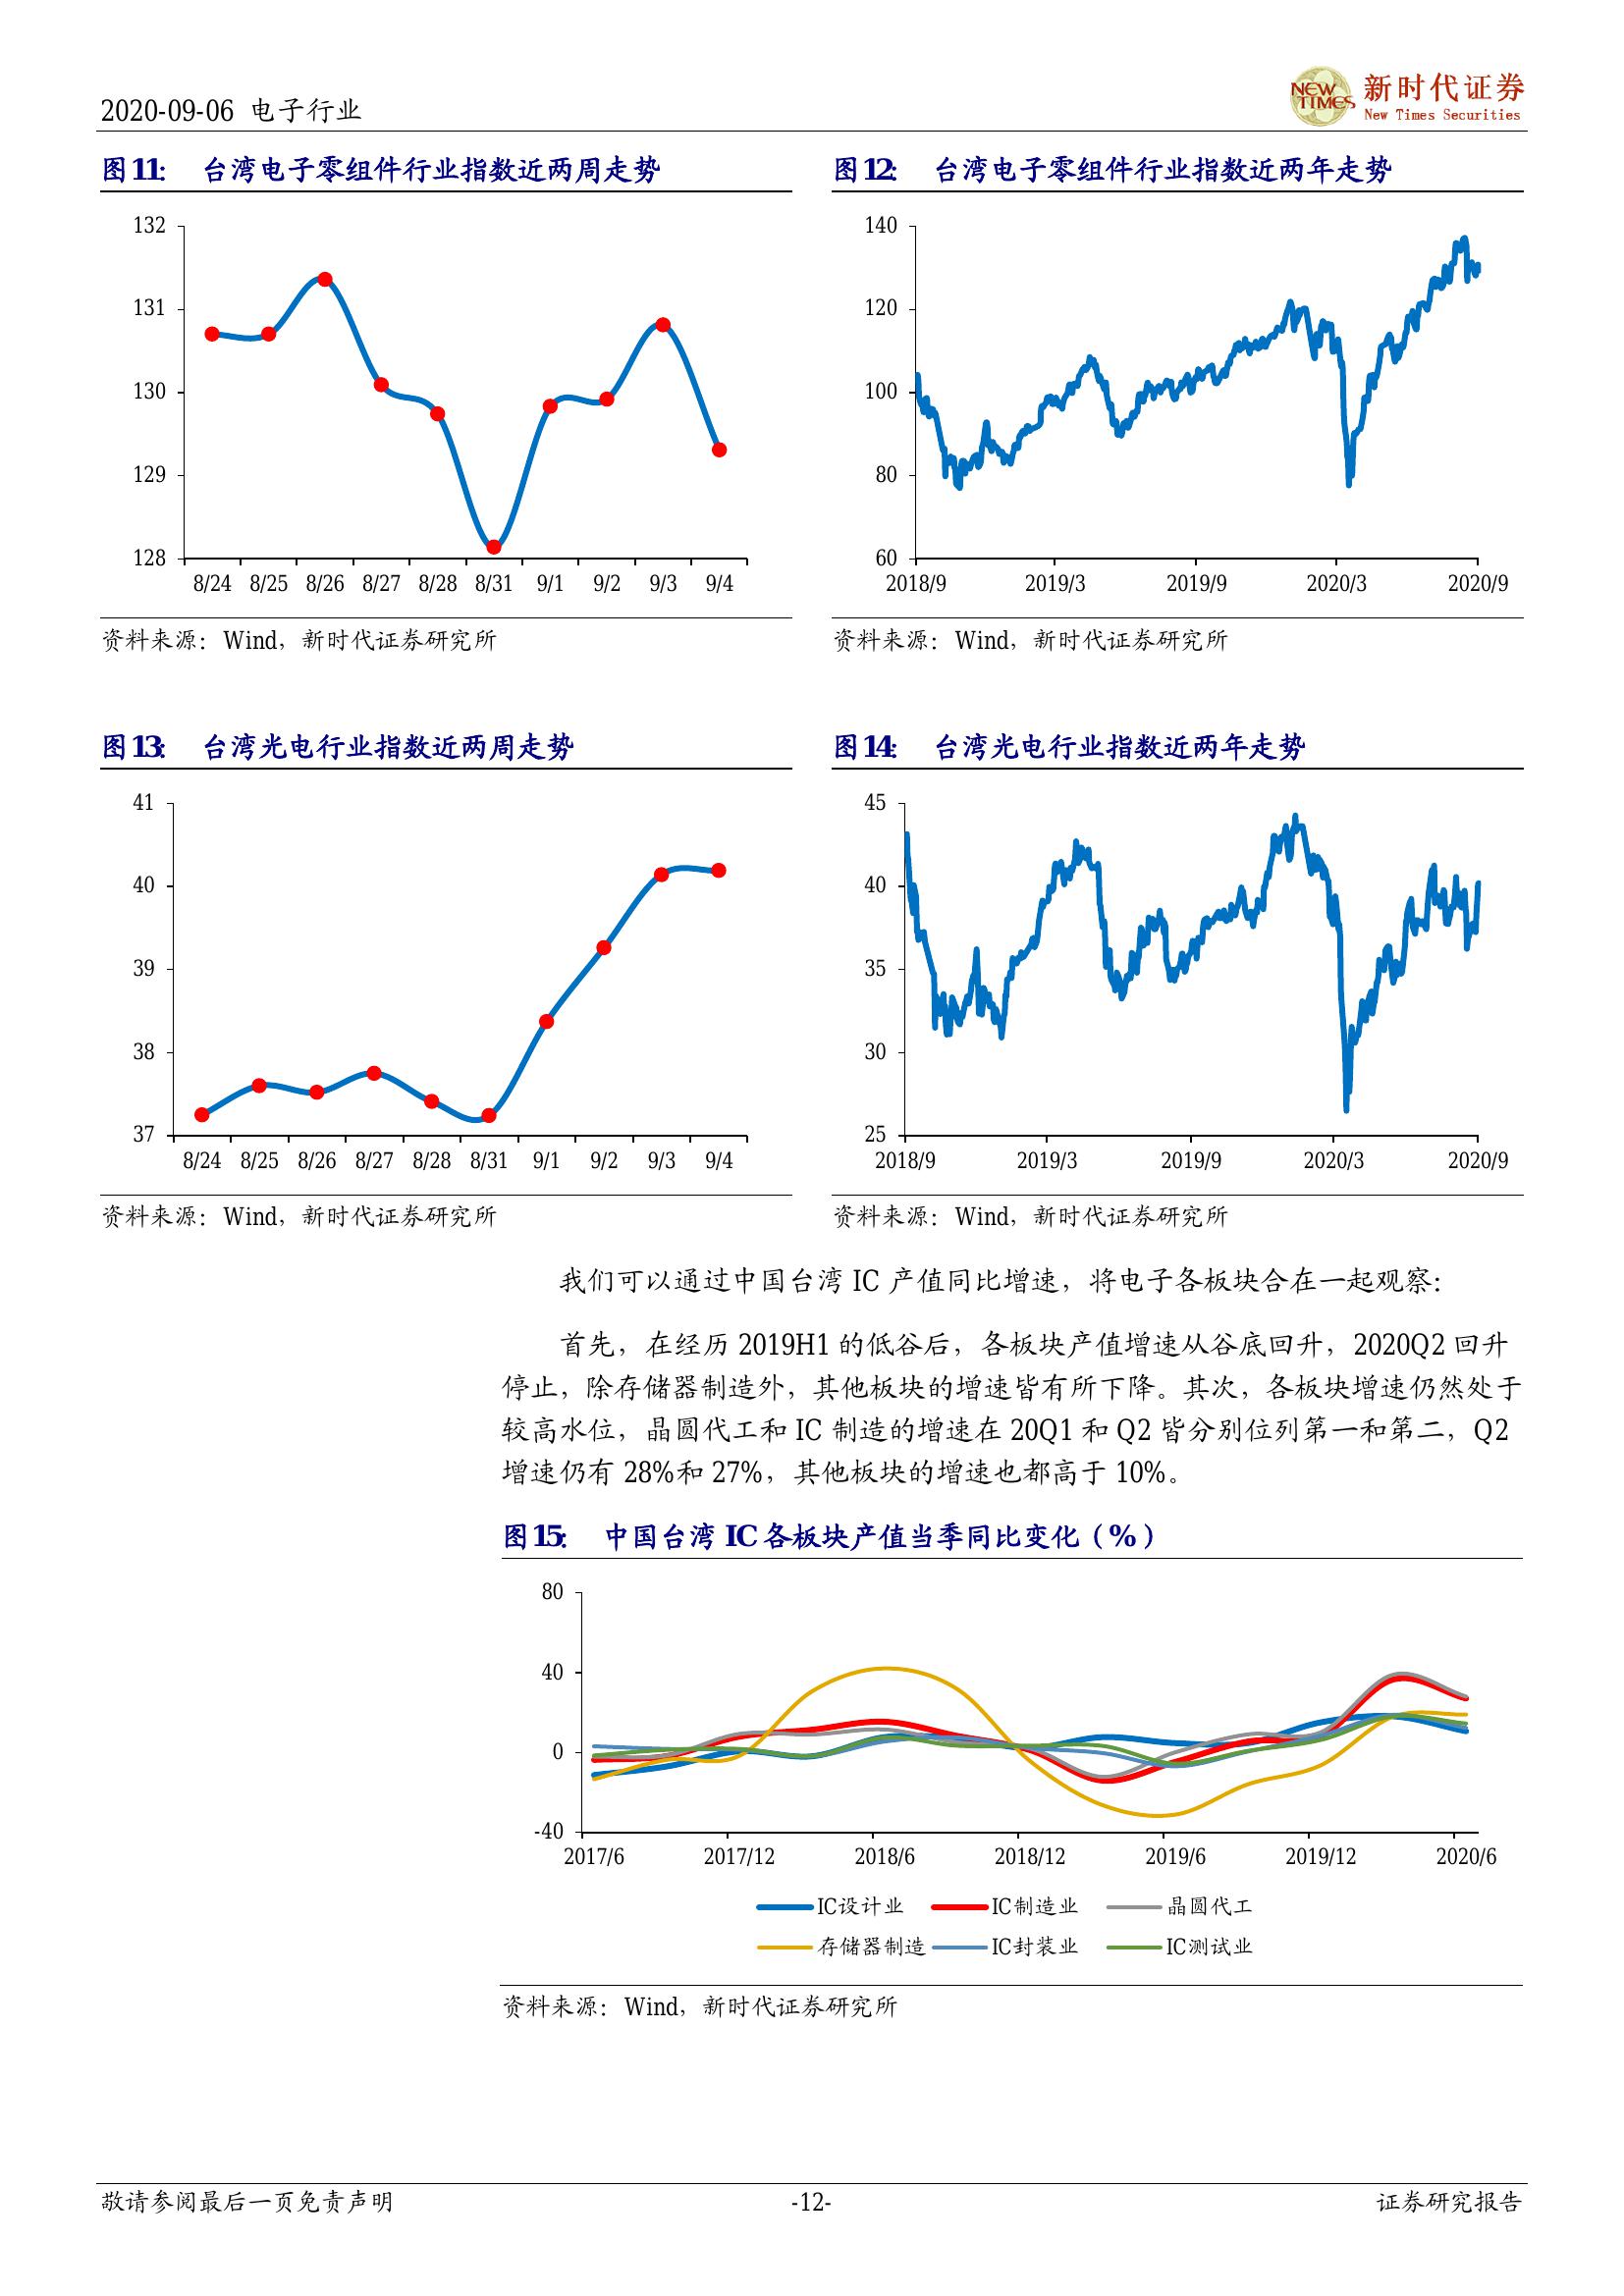 2020-09-06 电子行业
NEW TIMES
新时代证券
New Times Securities
图11: 台湾电子零组件行业指数近两周走势
132
131
130
129
128
8/24 8/25 8/26 8/27 8/28 8/31 9/1 9/2 9/3 9/4
资料来源：Wind，新时代证券研究所
图12: 台湾电子零组件行业指数近两年走势
140
120
100
80
60
2018/9 2019/3 2019/9 2020/3 2020/9
资料来源：Wind，新时代证券研究所
图13: 台湾光电行业指数近两周走势
41
40
39
38
37
8/24 8/25 8/26 8/27 8/28 8/31 9/1 9/2 9/3 9/4
资料来源：Wind，新时代证券研究所
图14: 台湾光电行业指数近两年走势
45
40
35
30
25
2018/9 2019/3 2019/9 2020/3 2020/9
资料来源：Wind，新时代证券研究所
我们可以通过中国台湾 IC 产值同比增速，将电子各板块合在一起观察：
首先，在经历 2019H1 的低谷后，各板块产值增速从谷底回升，2020Q2 回升
停止，除存储器制造外，其他板块的增速皆有所下降。其次，各板块增速仍然处于
较高水位，晶圆代工和 IC 制造的增速在 20Q1 和 Q2 皆分别位列第一和第二，Q2
增速仍有 28%和 27%，其他板块的增速也都高于 10%。
图15: 中国台湾 IC 各板块产值当季同比变化（%）
80
40
0
-40
2017/6 2017/12 2018/6 2018/12 2019/6 2019/12 2020/6
IC设计业 IC制造业 晶圆代工
存储器制造 IC封装业 IC测试业
资料来源：Wind，新时代证券研究所
敬请参阅最后一页免责声明 -12- 证券研究报告